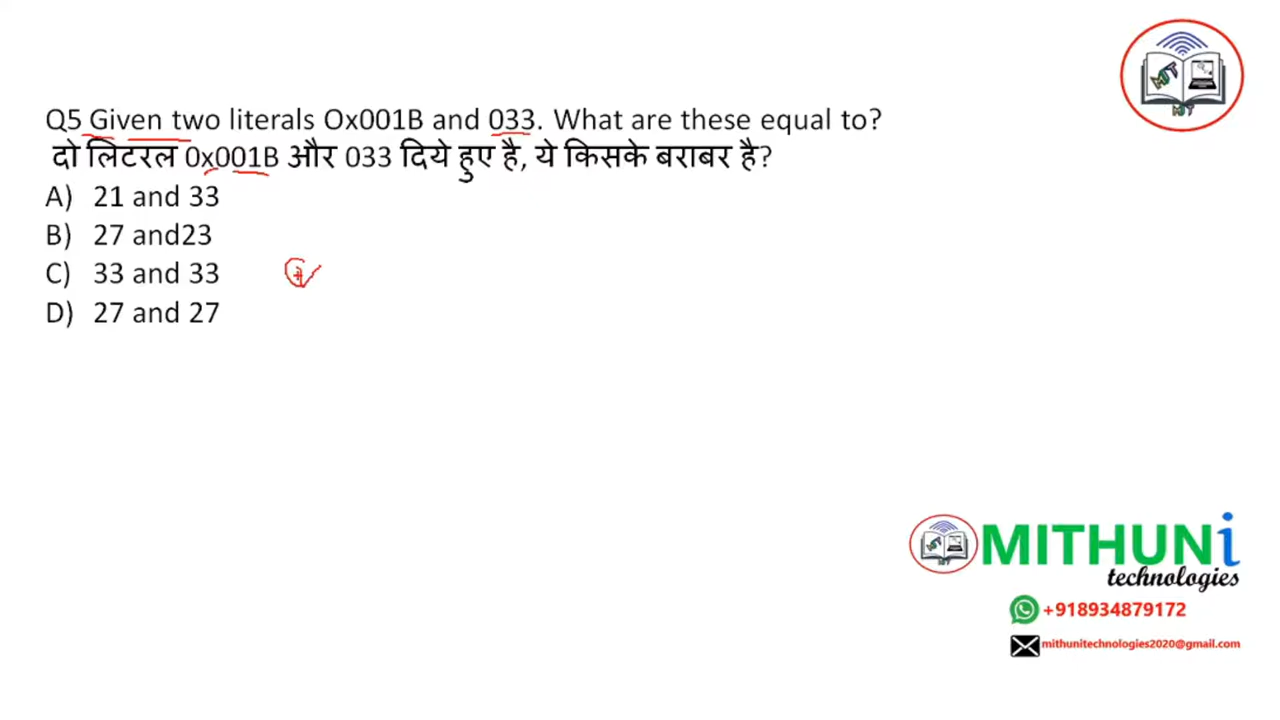 Q5 Given two literals Ox001B and 033. What are these equal to?
दो लिटरल 0x001B और 033 दिये हुए है, ये किसके बराबर है?
A) 21 and 33
B) 27 and23
C) 33 and 33
D) 27 and 27
MIT
MITHUNi
technologies
+918934879172
mithunitechnologies2020@gmail.com